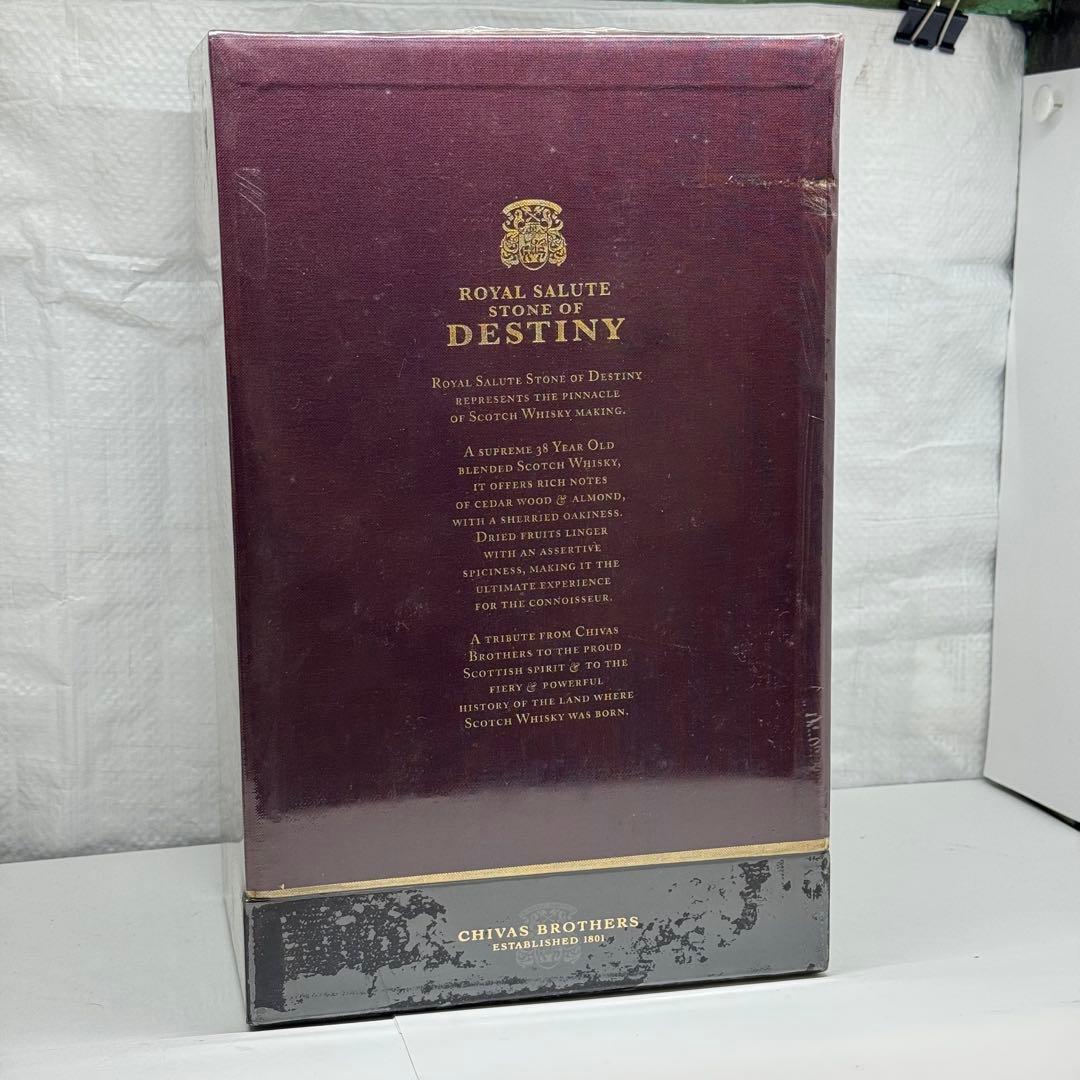 ROYAL SALUTE
STONE OF
DESTINY
ROYAL SALUTE STONE OF DESTINY
REPRESENTS THE PINNACLE
OF SCOTCH WHISKY MAKING.
A SUPREME 38 YEAR OLD
BLENDED SCOTCH WHISKY,
IT OFFERS RICH NOTES
OF CEDAR WOOD & ALMOND,
WITH A SHERRIED OAKINESS.
DRIED FRUITS LINGER
WITH AN ASSERTIVE
SPICINESS, MAKING IT THE
ULTIMATE EXPERIENCE
FOR THE CONNOISSEUR.
A TRIBUTE FROM CHIVAS
BROTHERS TO THE PROUD
SCOTTISH SPIRIT & TO THE
FIERY & POWERFUL
HISTORY OF THE LAND WHERE
SCOTCH WHISKY WAS BORN.
CHIVAS BROTHERS
ESTABLISHED 1801